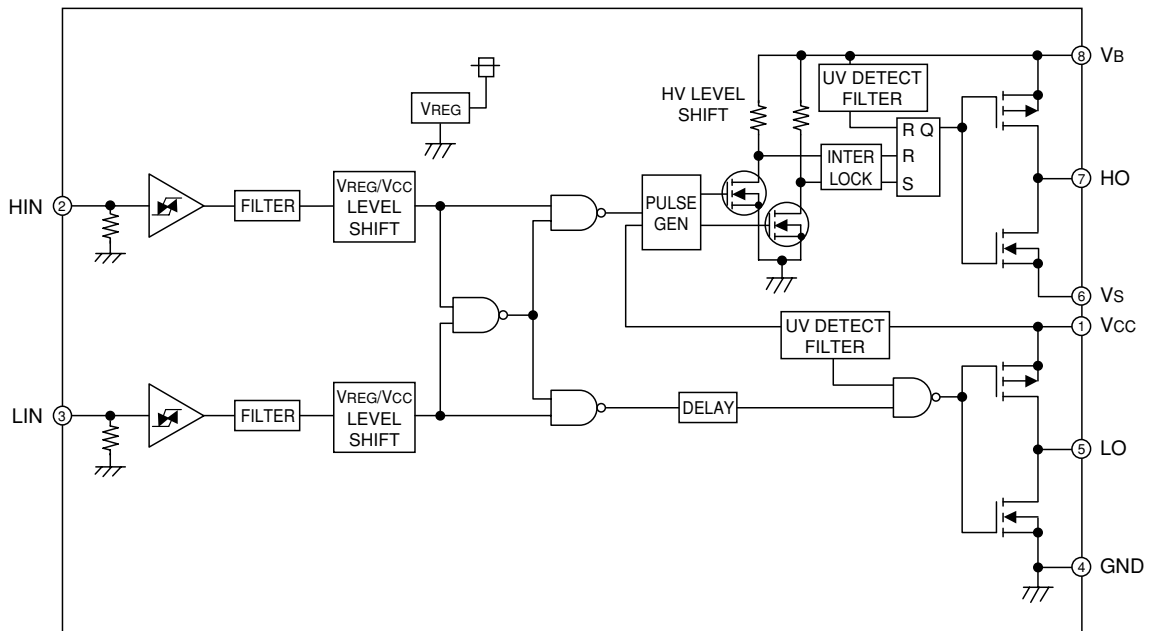 8 VB
UV DETECT
FILTER
HV LEVEL
SHIFT
VREG
R Q
R
S
INTER
LOCK
7 HO
HIN 2
FILTER
VREG/VCC
LEVEL
SHIFT
PULSE
GEN
6 VS
1 VCC
UV DETECT
FILTER
LIN 3
FILTER
VREG/VCC
LEVEL
SHIFT
DELAY
5 LO
4 GND